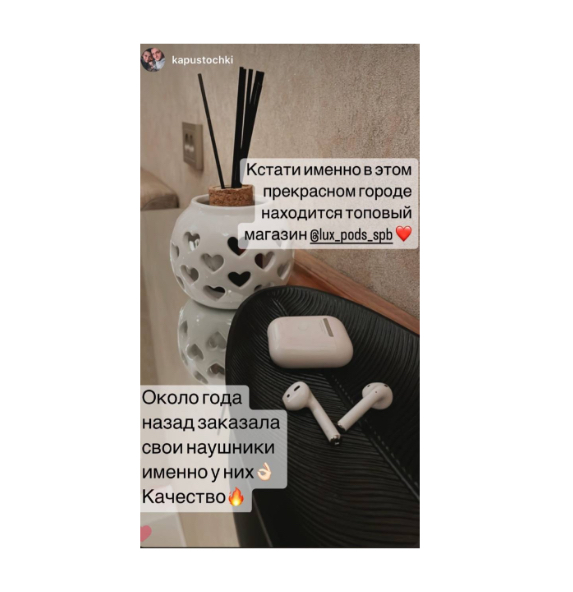 kapustochki
Кстати именно в этом
прекрасном городе
находится топовый
магазин @lux_pods_spb❤️
Около года
назад заказала
свои наушники
именно у них👌🏻
Качество🔥